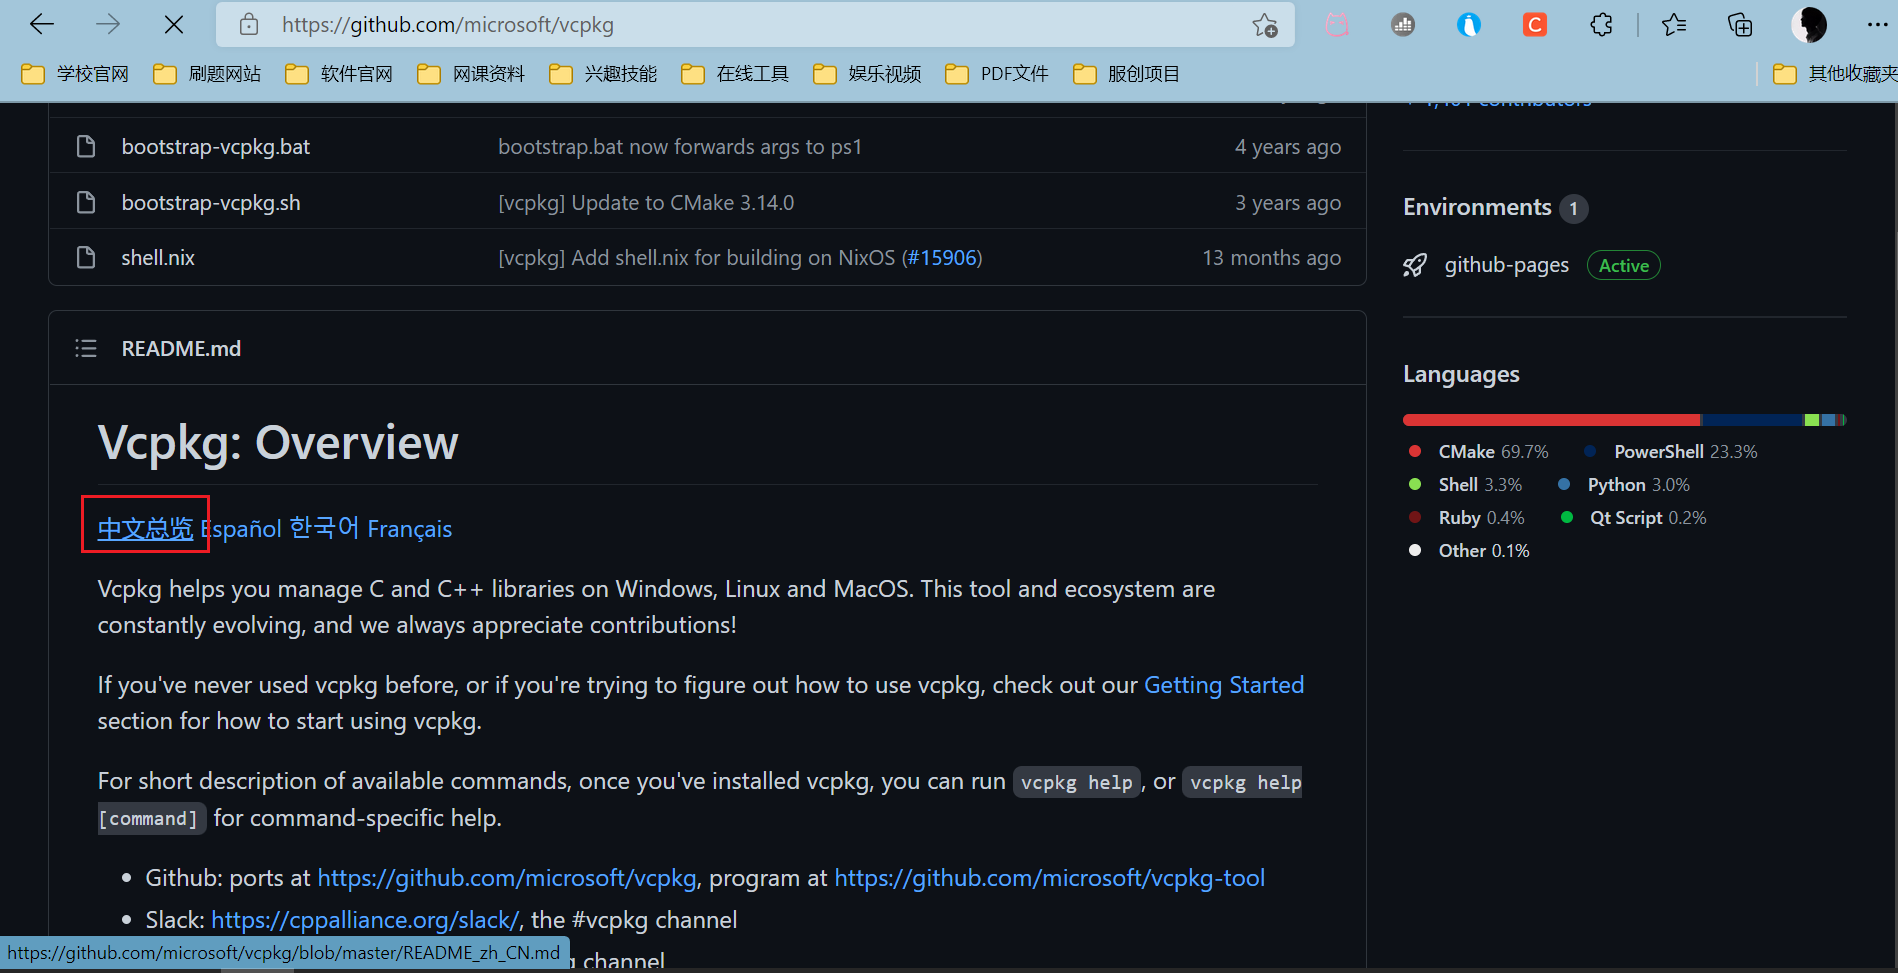 https://github.com/microsoft/vcpkg
学校官网 刷题网站 软件官网 网课资料 兴趣技能 在线工具 娱乐视频 PDF文件 服创项目 其他收藏夹
contributors
bootstrap-vcpkg.bat bootstrap.bat now forwards args to ps1 4 years ago
bootstrap-vcpkg.sh [vcpkg] Update to CMake 3.14.0 3 years ago
shell.nix [vcpkg] Add shell.nix for building on NixOS (#15906) 13 months ago
README.md
Vcpkg: Overview
中文总览 Español 한국어 Français
Vcpkg helps you manage C and C++ libraries on Windows, Linux and MacOS. This tool and ecosystem are
constantly evolving, and we always appreciate contributions!
If you've never used vcpkg before, or if you're trying to figure out how to use vcpkg, check out our Getting Started
section for how to start using vcpkg.
For short description of available commands, once you've installed vcpkg, you can run vcpkg help, or vcpkg help
[command] for command-specific help.
Github: ports at https://github.com/microsoft/vcpkg, program at https://github.com/microsoft/vcpkg-tool
Slack: https://cppalliance.org/slack/, the #vcpkg channel
channel
https://github.com/microsoft/vcpkg/blob/master/README_zh_CN.md
Environments 1
github-pages Active
Languages
CMake 69.7% PowerShell 23.3%
Shell 3.3% Python 3.0%
Ruby 0.4% Qt Script 0.2%
Other 0.1%